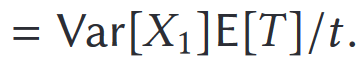 = Var[X₁]E[T]/t.